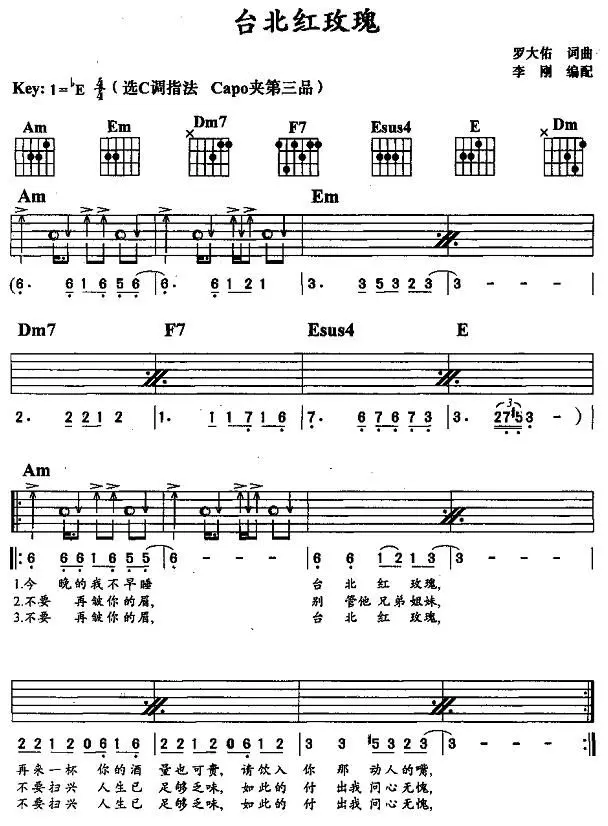 台北红玫瑰
罗大佑 词曲
李 刚 编配
Key: 1=♭E 4/4 (选C调指法 Capo夹第三品)
Am Em Dm7 F7 Esus4 E Dm
Am Em
(6· 6 1 6 5 6 | 6· 6 1 2 1 | 3· 3 5 3 2 3 | 3 - - -
Dm7 F7 Esus4 E
2· 2 2 1 2 | 1· 1 1 7 1 6 | 7· 6 7 6 7 3 | 3· 3 - )
Am
6 6 6 1 6 5 5 | 6 - - - | 6 6 1 2 1 3 | 3 - - -
1.今 晚的我不早睡 台 北 红 玫瑰,
2.不要 再皱你的眉, 别 管他 兄弟 姐妹,
3.不要 再皱你的眉, 台 北 红 玫瑰,
2 2 2 1 2 0 6 1 6 | 2 2 1 2 0 6 1 2 | 3 3 #5 3 2 3 | 3 - - -
再来一杯 你的酒 量也可贵, 请饮入 你 那 动人的嘴,
不要扫兴 人生已 足够乏味, 如此的 付 出我 问心无愧,
不要扫兴 人生已 足够乏味, 如此的 付 出我 问心无愧,